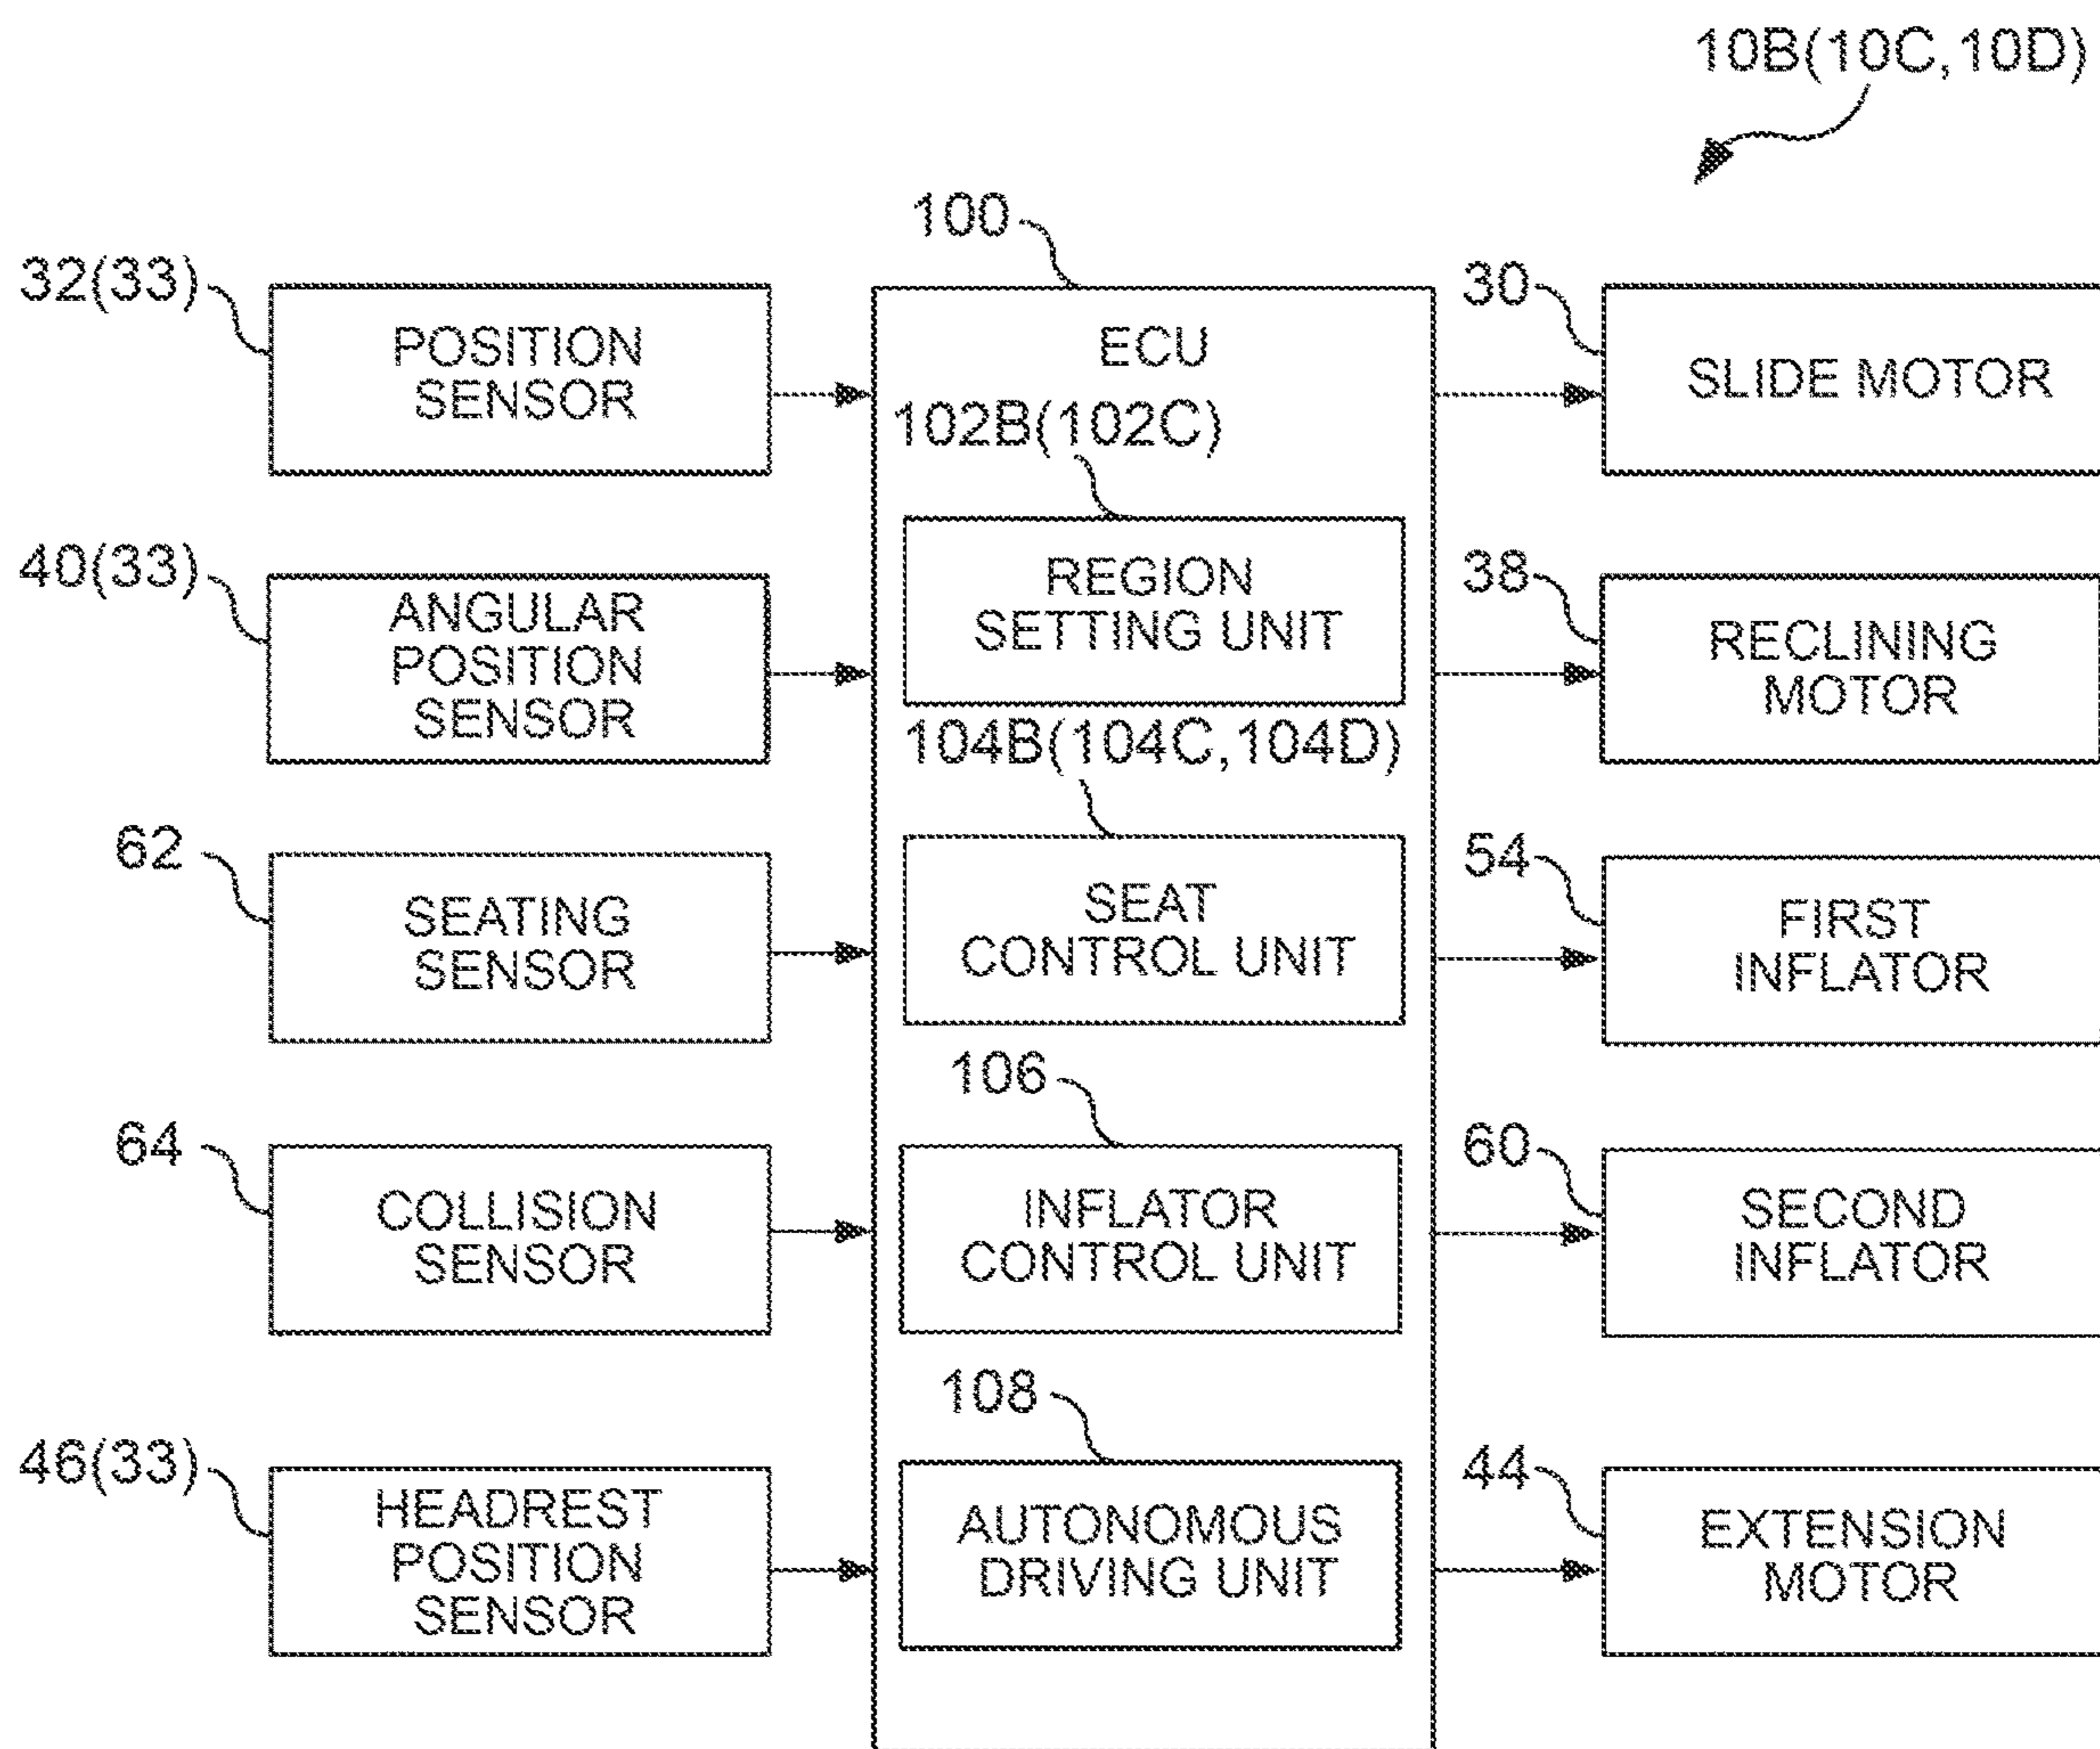 10B(10C,10D)
100
32(33)
POSITION
SENSOR
40(33)
ANGULAR
POSITION
SENSOR
62
SEATING
SENSOR
64
COLLISION
SENSOR
46(33)
HEADREST
POSITION
SENSOR
ECU
102B(102C)
REGION
SETTING UNIT
104B(104C,104D)
SEAT
CONTROL UNIT
106
INFLATOR
CONTROL UNIT
108
AUTONOMOUS
DRIVING UNIT
30
SLIDE MOTOR
38
RECLINING
MOTOR
54
FIRST
INFLATOR
60
SECOND
INFLATOR
44
EXTENSION
MOTOR